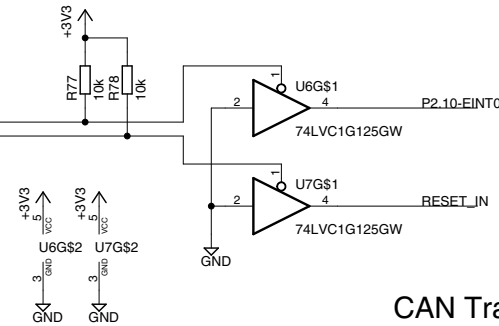 +3V3
R77
10k
R78
10k
1
U6G$1
2
4
P2.10-EINT0
74LVC1G125GW
1
U7G$1
2
4
RESET_IN
74LVC1G125GW
GND
+3V3
5
VCC
U6G$2
3
GND
GND
+3V3
5
VCC
U7G$2
3
GND
GND
CAN Tra